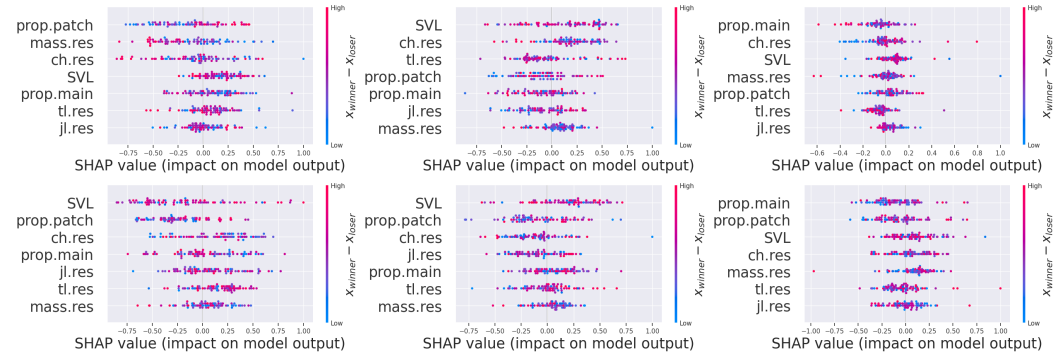 High
prop.patch
mass.res
ch.res
SVL
prop.main
tl.res
jl.res
Low
x_winner − x_loser
−0.75 −0.50 −0.25 0.00 0.25 0.50 0.75 1.00
SHAP value (impact on model output)
High
SVL
ch.res
tl.res
prop.patch
prop.main
jl.res
mass.res
Low
x_winner − x_loser
−0.75 −0.50 −0.25 0.00 0.25 0.50 0.75 1.00
SHAP value (impact on model output)
High
prop.main
ch.res
SVL
mass.res
prop.patch
tl.res
jl.res
Low
x_winner − x_loser
−0.6 −0.4 −0.2 0.0 0.2 0.4 0.6 0.8 1.0
SHAP value (impact on model output)
High
SVL
prop.patch
ch.res
prop.main
jl.res
tl.res
mass.res
Low
x_winner − x_loser
−0.75 −0.50 −0.25 0.00 0.25 0.50 0.75 1.00
SHAP value (impact on model output)
High
SVL
prop.patch
ch.res
jl.res
prop.main
tl.res
mass.res
Low
x_winner − x_loser
−0.75 −0.50 −0.25 0.00 0.25 0.50 0.75 1.00
SHAP value (impact on model output)
High
prop.main
prop.patch
SVL
ch.res
mass.res
tl.res
jl.res
Low
x_winner − x_loser
−1.00 −0.75 −0.50 −0.25 0.00 0.25 0.50 0.75 1.00
SHAP value (impact on model output)